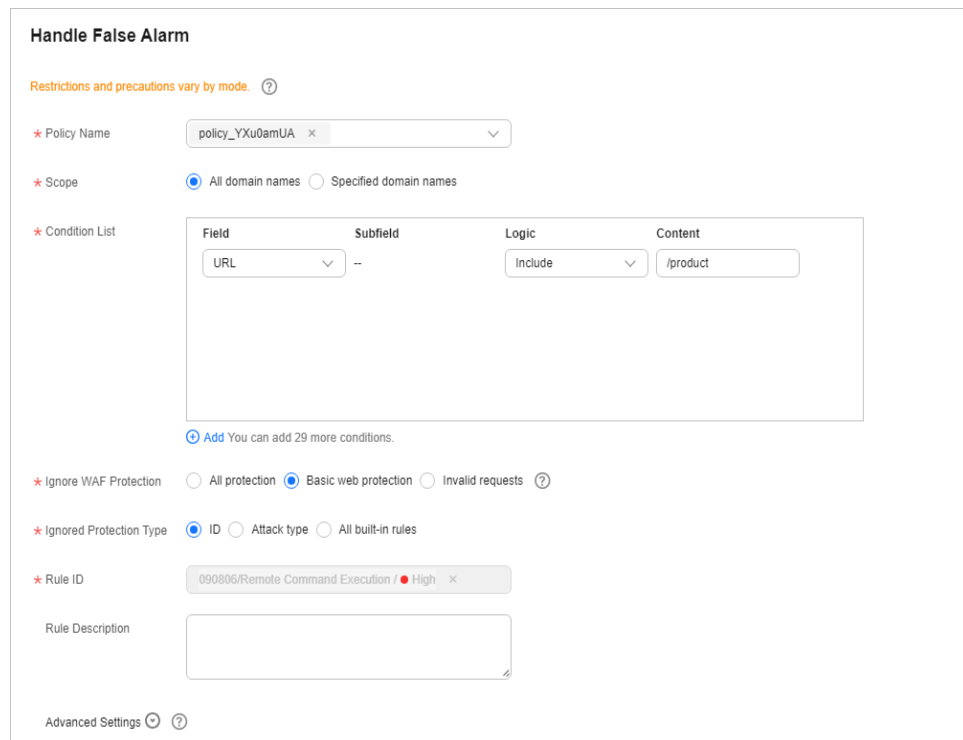 Handle False Alarm
Restrictions and precautions vary by mode. ?
* Policy Name policy_YXu0amUA ×
* Scope All domain names Specified domain names
* Condition List Field Subfield Logic Content
URL -- Include /product
Add You can add 29 more conditions.
* Ignore WAF Protection All protection Basic web protection Invalid requests ?
* Ignored Protection Type ID Attack type All built-in rules
* Rule ID 090806/Remote Command Execution / High ×
Rule Description
Advanced Settings ?